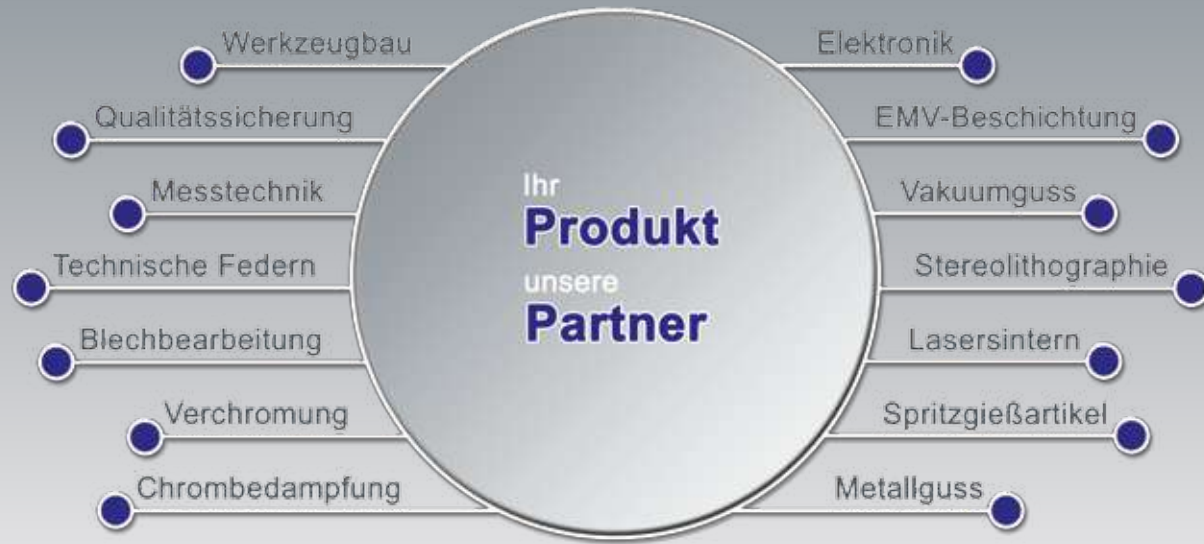 Werkzeugbau
Qualitätssicherung
Messtechnik
Technische Federn
Blechbearbeitung
Verchromung
Chrombedampfung
Ihr
Produkt
unsere
Partner
Elektronik
EMV-Beschichtung
Vakuumguss
Stereolithographie
Lasersintern
Spritzgießartikel
Metallguss